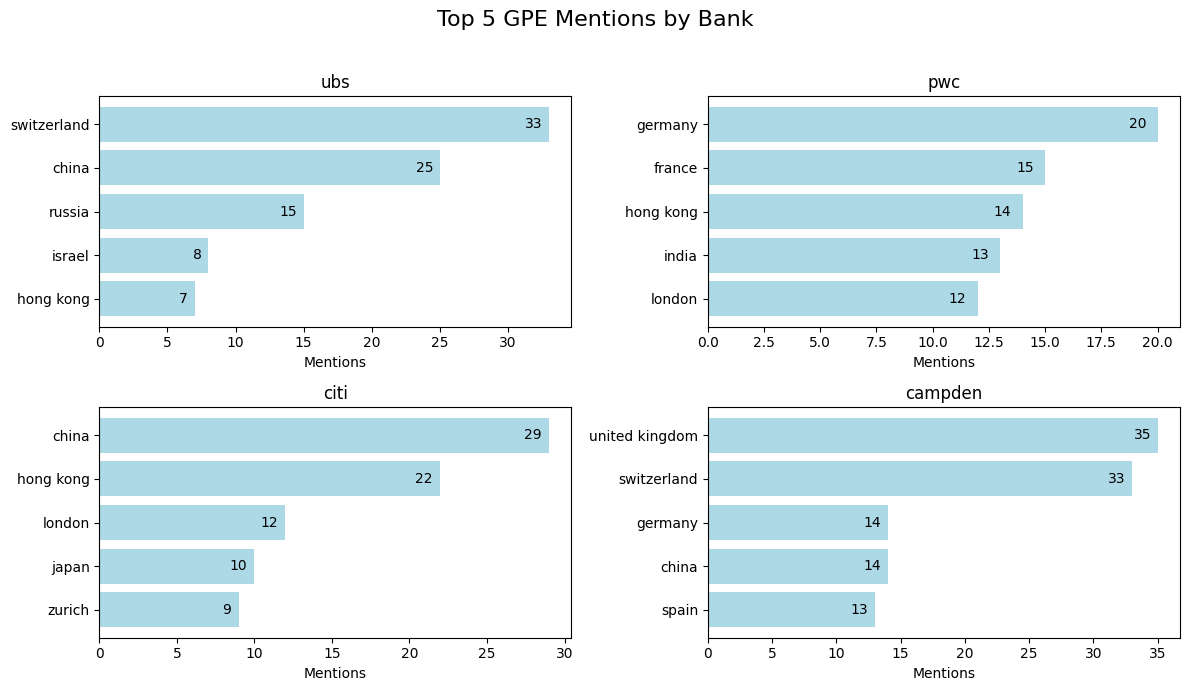 Top 5 GPE Mentions by Bank
ubs
switzerland 33
china 25
russia 15
israel 8
hong kong 7
0 5 10 15 20 25 30
Mentions
pwc
germany 20
france 15
hong kong 14
india 13
london 12
0.0 2.5 5.0 7.5 10.0 12.5 15.0 17.5 20.0
Mentions
citi
china 29
hong kong 22
london 12
japan 10
zurich 9
0 5 10 15 20 25 30
Mentions
campden
united kingdom 35
switzerland 33
germany 14
china 14
spain 13
0 5 10 15 20 25 30 35
Mentions